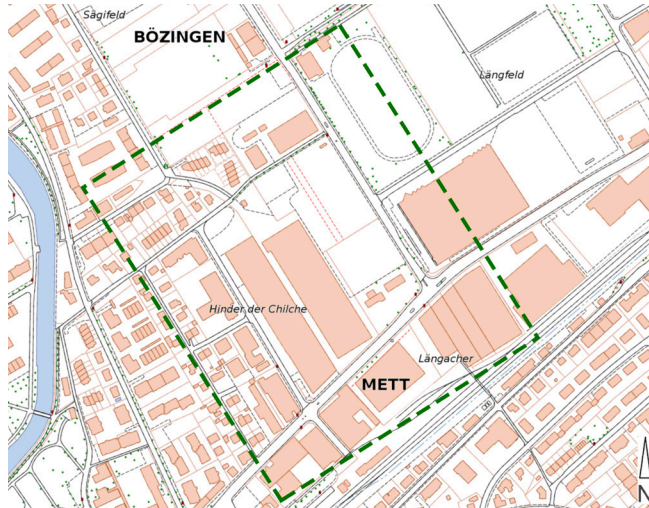 Sägifeld
BÖZINGEN
Längfeld
Hinder der Chilche
Längacher
METT
N